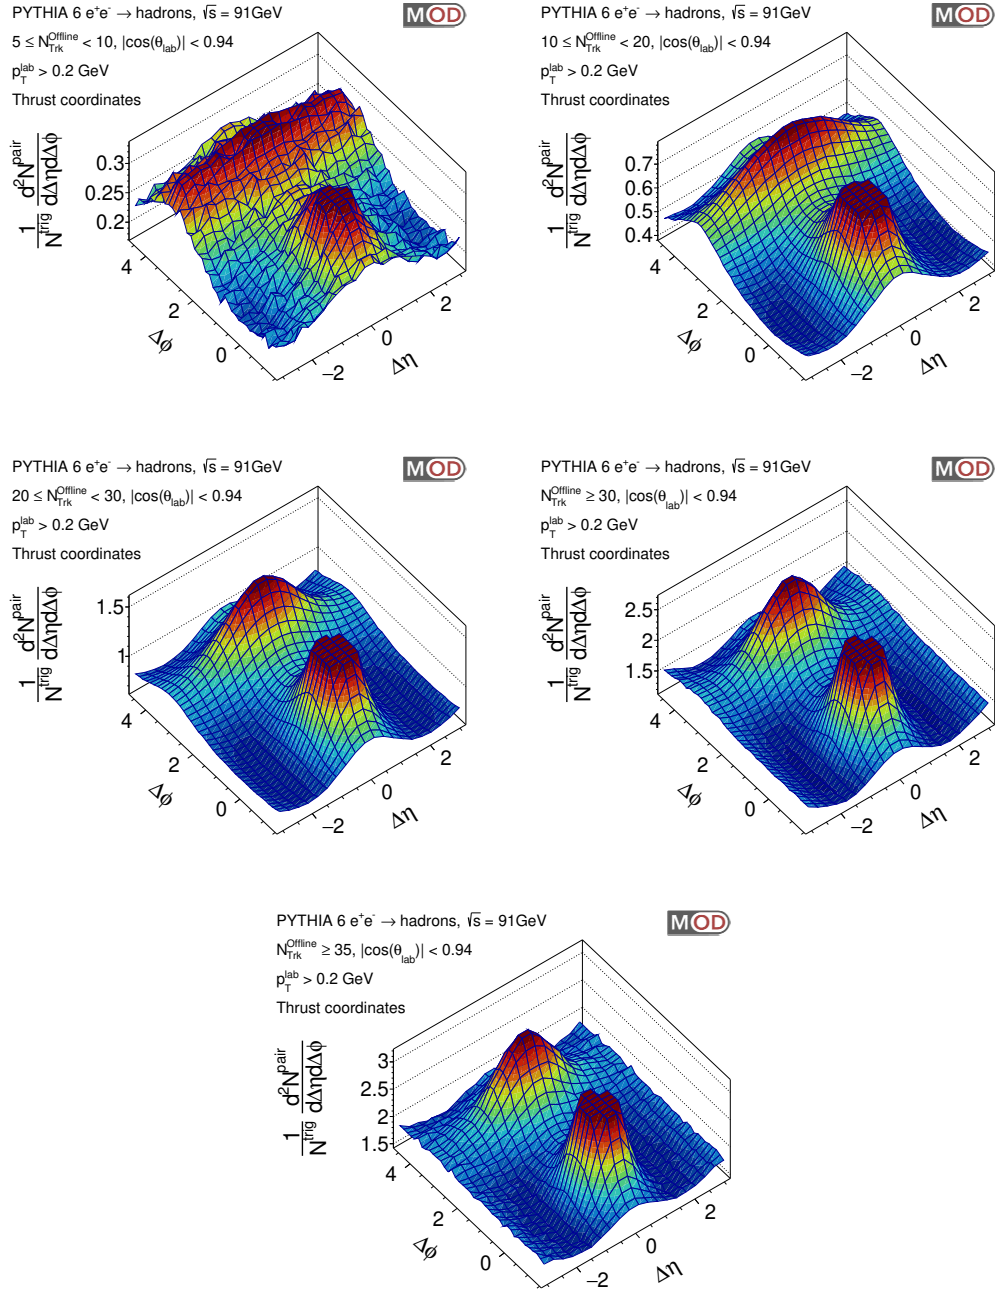 PYTHIA 6 e⁺e⁻ → hadrons, √s = 91GeV
MOD
5 ≤ N_Trk^Offline < 10, |cos(θ_lab)| < 0.94
p_T^lab > 0.2 GeV
Thrust coordinates
1/N^trig d²N^pair/dΔηdΔϕ
0.3
0.25
0.2
4
2
0
Δϕ
−2
0
2
Δη
PYTHIA 6 e⁺e⁻ → hadrons, √s = 91GeV
MOD
10 ≤ N_Trk^Offline < 20, |cos(θ_lab)| < 0.94
p_T^lab > 0.2 GeV
Thrust coordinates
1/N^trig d²N^pair/dΔηdΔϕ
0.7
0.6
0.5
0.4
4
2
0
Δϕ
−2
0
2
Δη
PYTHIA 6 e⁺e⁻ → hadrons, √s = 91GeV
MOD
20 ≤ N_Trk^Offline < 30, |cos(θ_lab)| < 0.94
p_T^lab > 0.2 GeV
Thrust coordinates
1/N^trig d²N^pair/dΔηdΔϕ
1.5
1
4
2
0
Δϕ
−2
0
2
Δη
PYTHIA 6 e⁺e⁻ → hadrons, √s = 91GeV
MOD
N_Trk^Offline ≥ 30, |cos(θ_lab)| < 0.94
p_T^lab > 0.2 GeV
Thrust coordinates
1/N^trig d²N^pair/dΔηdΔϕ
2.5
2
1.5
4
2
0
Δϕ
−2
0
2
Δη
PYTHIA 6 e⁺e⁻ → hadrons, √s = 91GeV
MOD
N_Trk^Offline ≥ 35, |cos(θ_lab)| < 0.94
p_T^lab > 0.2 GeV
Thrust coordinates
1/N^trig d²N^pair/dΔηdΔϕ
3
2.5
2
1.5
4
2
0
Δϕ
−2
0
2
Δη